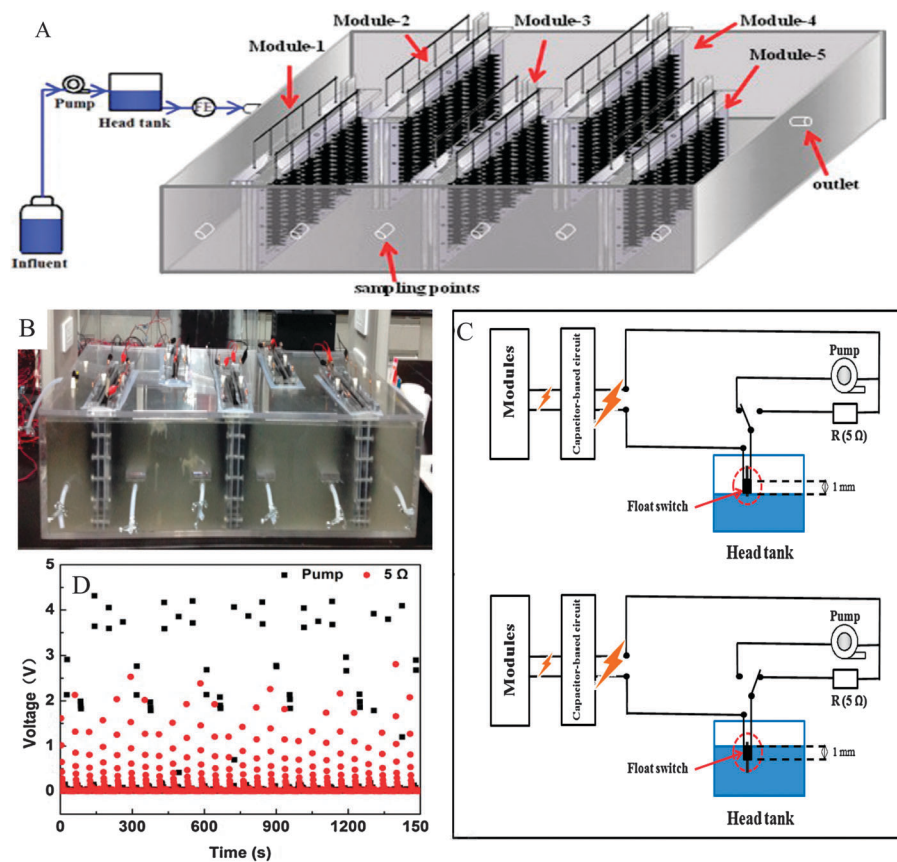 A
Module-1
Module-2
Module-3
Module-4
Module-5
Pump
Head tank
FE
Influent
sampling points
outlet
B
C
Modules
Capacitor-based circuit
Pump
R (5 Ω)
Float switch
1 mm
Head tank
Modules
Capacitor-based circuit
Pump
R (5 Ω)
Float switch
1 mm
Head tank
D
Pump 5 Ω
Voltage (V)
5
4
3
2
1
0
0 300 600 900 1200 150
Time (s)